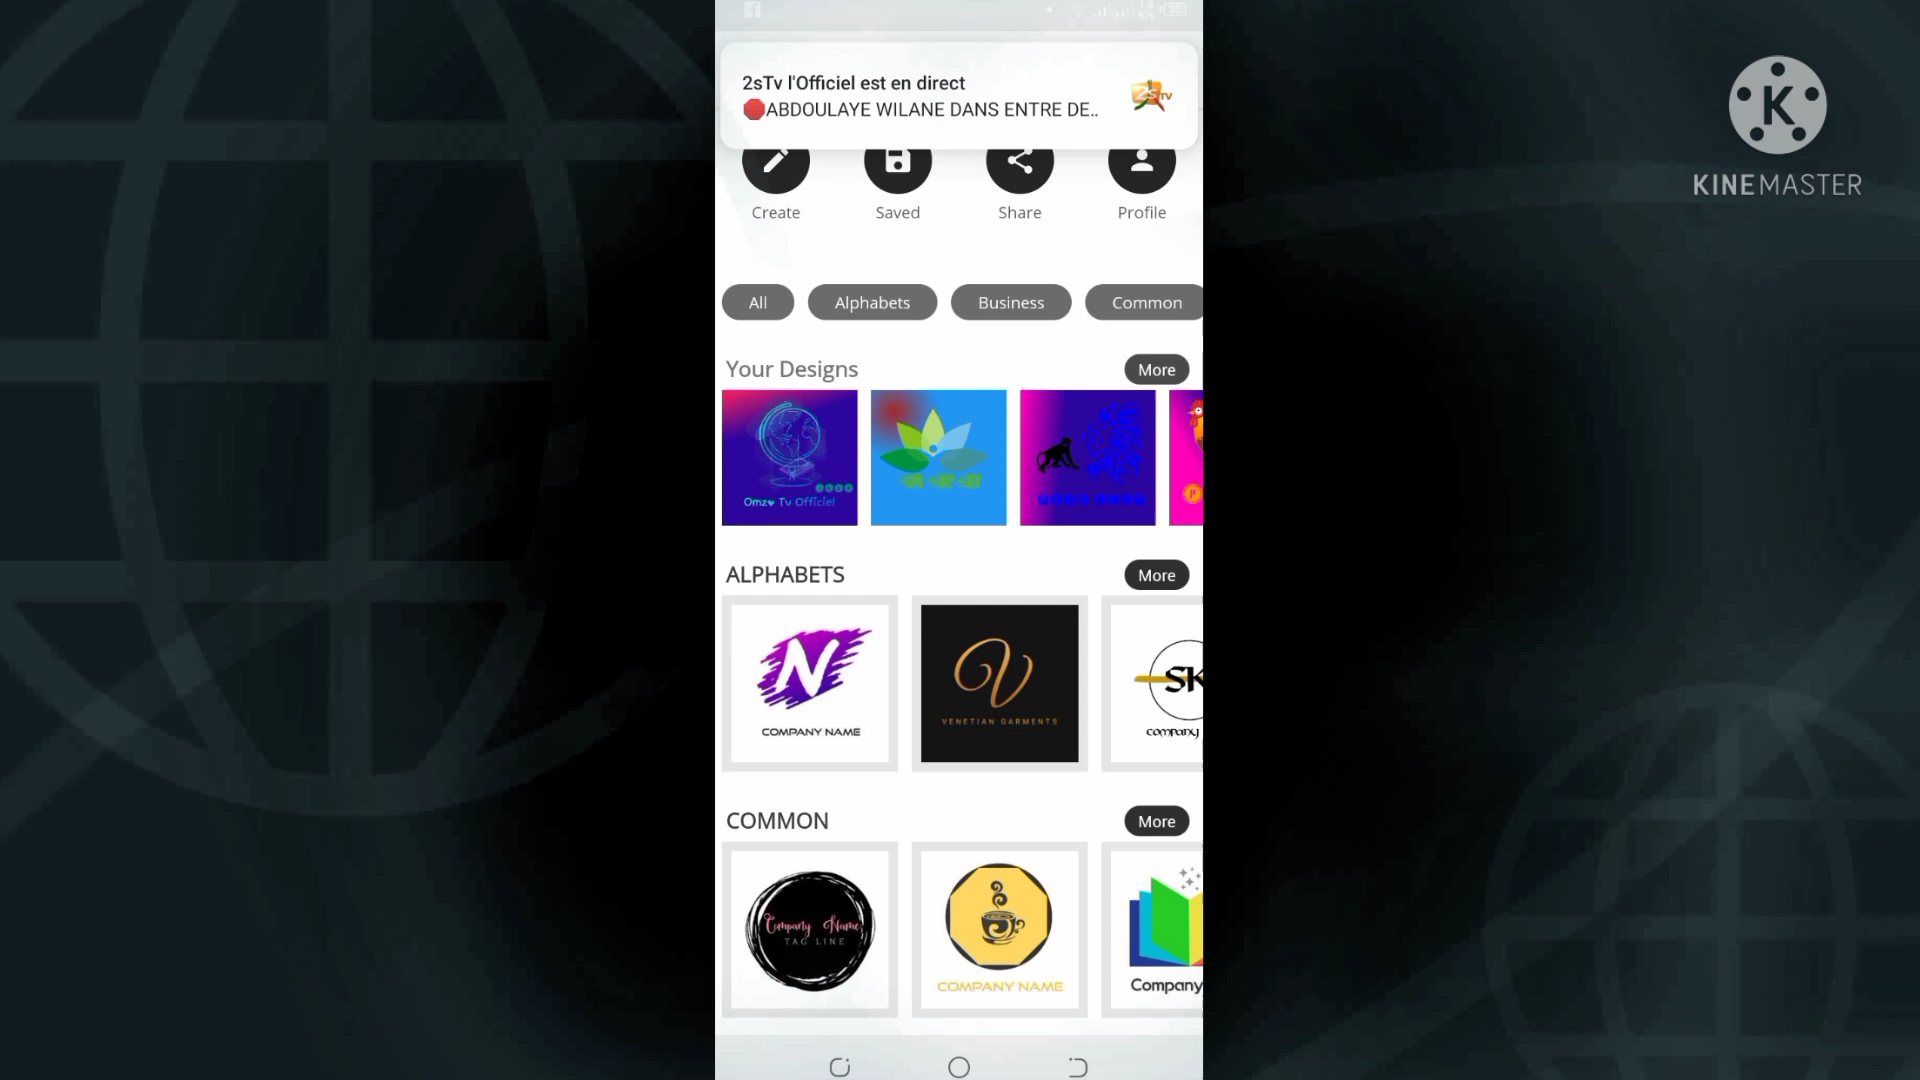 2sTv l'Officiel est en direct
🛑ABDOULAYE WILANE DANS ENTRE DE..
2STV
K
KINEMASTER
Create
Saved
Share
Profile
All
Alphabets
Business
Common
Your Designs
More
Omzo Tv Officiel
ALPHABETS
More
N
COMPANY NAME
V
VENETIAN GARMENTS
SK
company
COMMON
More
Company Name
TAG LINE
COMPANY NAME
Company